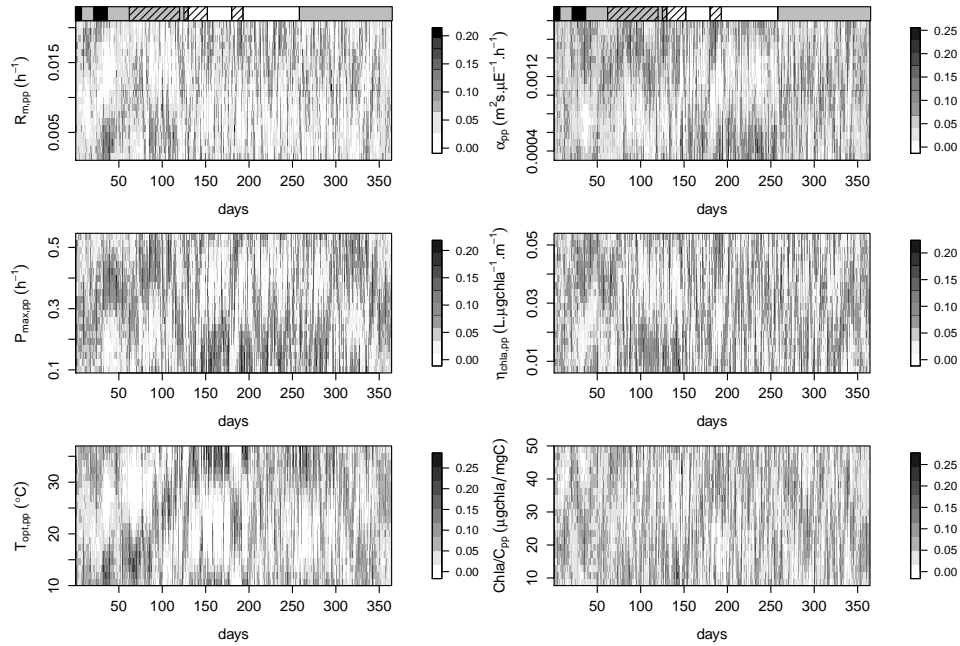 R_m,pp (h⁻¹)
0.005
0.015
50 100 150 200 250 300 350
days
0.00
0.05
0.10
0.15
0.20
α_pp (m²s.µE⁻¹.h⁻¹)
0.0004
0.0012
50 100 150 200 250 300 350
days
0.00
0.05
0.10
0.15
0.20
0.25
P_max,pp (h⁻¹)
0.1
0.3
0.5
50 100 150 200 250 300 350
days
0.00
0.05
0.10
0.15
0.20
η_chla,pp (L.µgchla⁻¹.m⁻¹)
0.01
0.03
0.05
50 100 150 200 250 300 350
days
0.00
0.05
0.10
0.15
0.20
T_opt,pp (°C)
10
20
30
50 100 150 200 250 300 350
days
0.00
0.05
0.10
0.15
0.20
0.25
Chla/C_pp (µgchla/mgC)
10
20
30
40
50
50 100 150 200 250 300 350
days
0.00
0.05
0.10
0.15
0.20
0.25